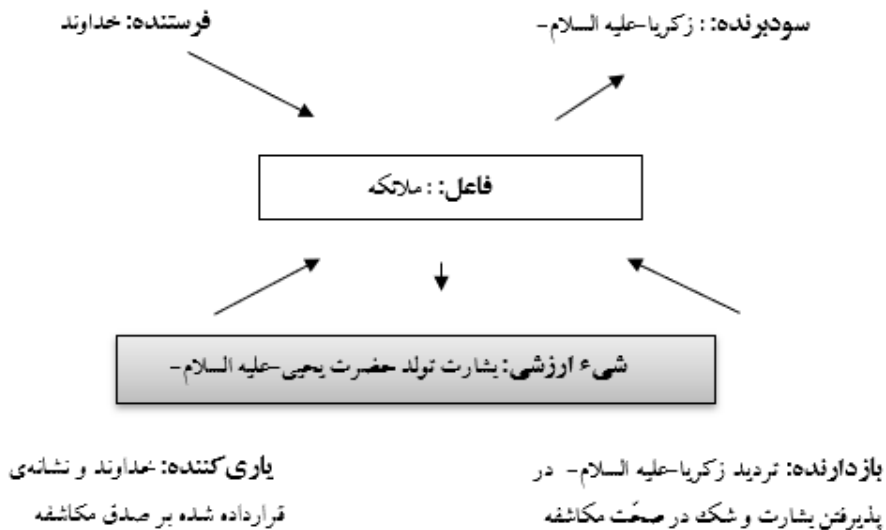 سودبرنده: : زکریا-علیه السلام-
فرستنده: خداوند
فاعل: : ملائکه
شیء ارزشی: بشارت تولد حضرت یحیی-علیه السلام-
بازدارنده: تردید زکریا-علیه السلام- در
پذیرفتن بشارت و شک در صحّت مکاشفه
یاری کننده: خداوند و نشانه‌ی
قرارداده شده بر صدق مکاشفه